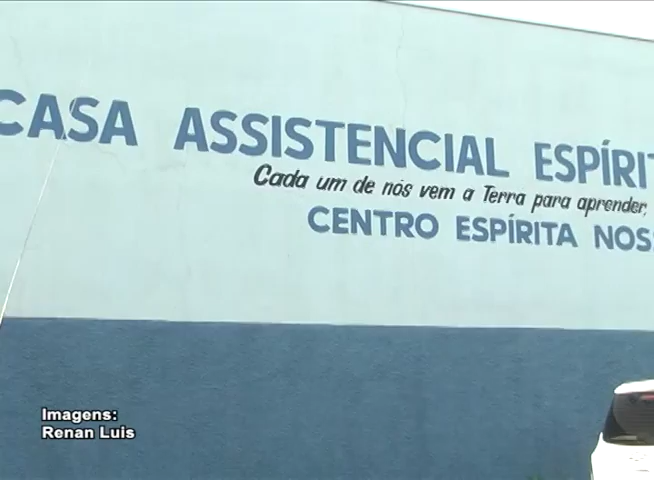 CASA ASSISTENCIAL ESPÍRIT
Cada um de nós vem a Terra para aprender,
CENTRO ESPÍRITA NOS
Imagens:
Renan Luis